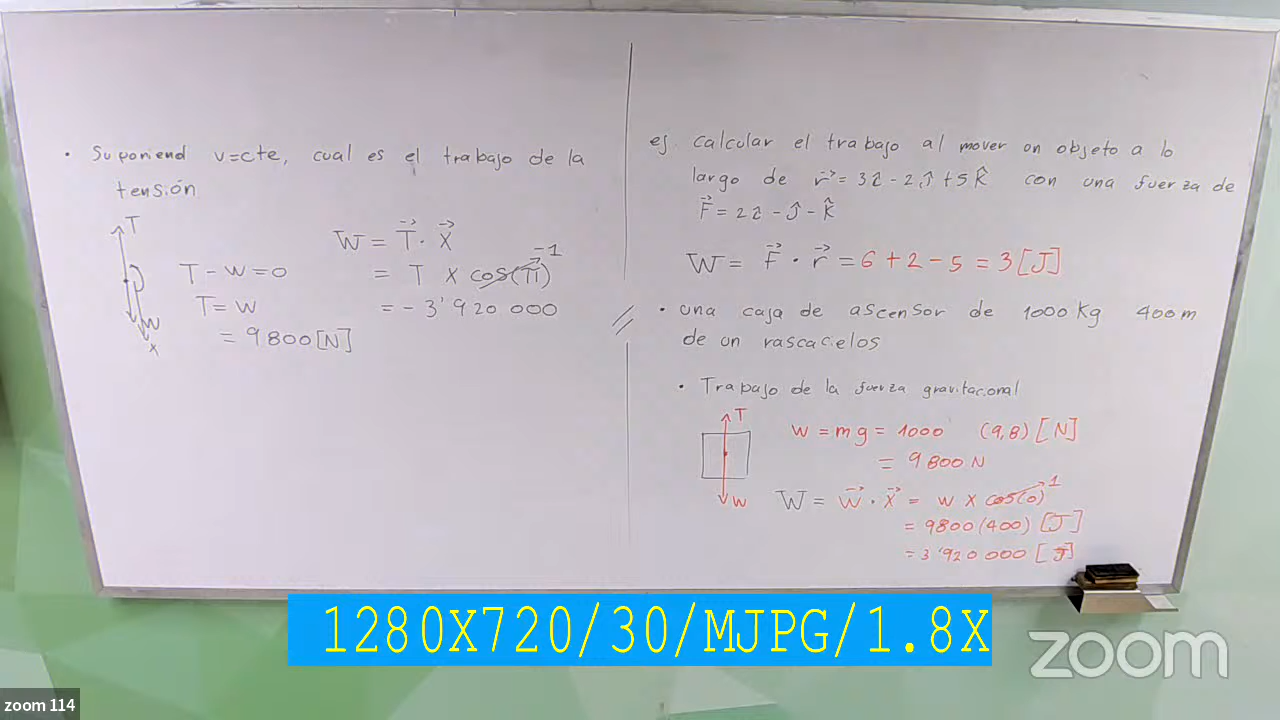 • Suponiend v=cte, cual es el trabajo de la
tensión
T
T - w = 0
T = w
= 9800 [N]
w
x
W = T⃗ · x⃗
= T x cos(π) -1
= - 3'920 000
ej. calcular el trabajo al mover un objeto a lo
largo de r⃗ = 3î - 2ĵ + 5k̂ con una fuerza de
F⃗ = 2î - ĵ - k̂
W = F⃗ · r⃗ = 6 + 2 - 5 = 3 [J]
• una caja de ascensor de 1000 Kg 400 m
de un rascacielos
• Trabajo de la fuerza gravitacional
T
w
w = mg = 1000 (9,8) [N]
= 9800 N
W = w⃗ · x⃗ = w x cos(0) 1
= 9800 (400) [J]
= 3'920 000 [J]
1280X720/30/MJPG/1.8X
zoom
zoom 114